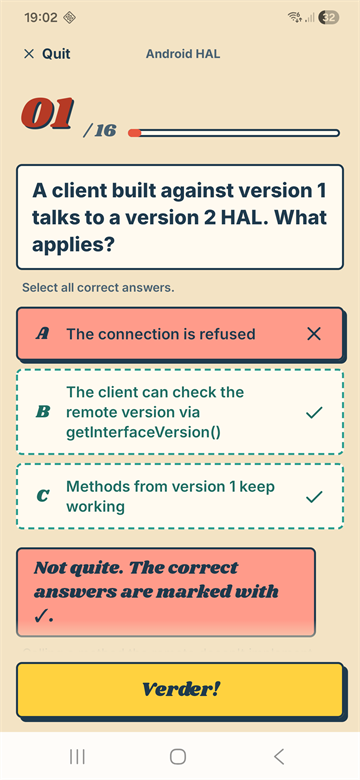 19:02
32
Quit
Android HAL
01
/16
A client built against version 1
talks to a version 2 HAL. What
applies?
Select all correct answers.
A
The connection is refused
B
The client can check the
remote version via
getInterfaceVersion()
C
Methods from version 1 keep
working
Not quite. The correct
answers are marked with
✓.
Verder!